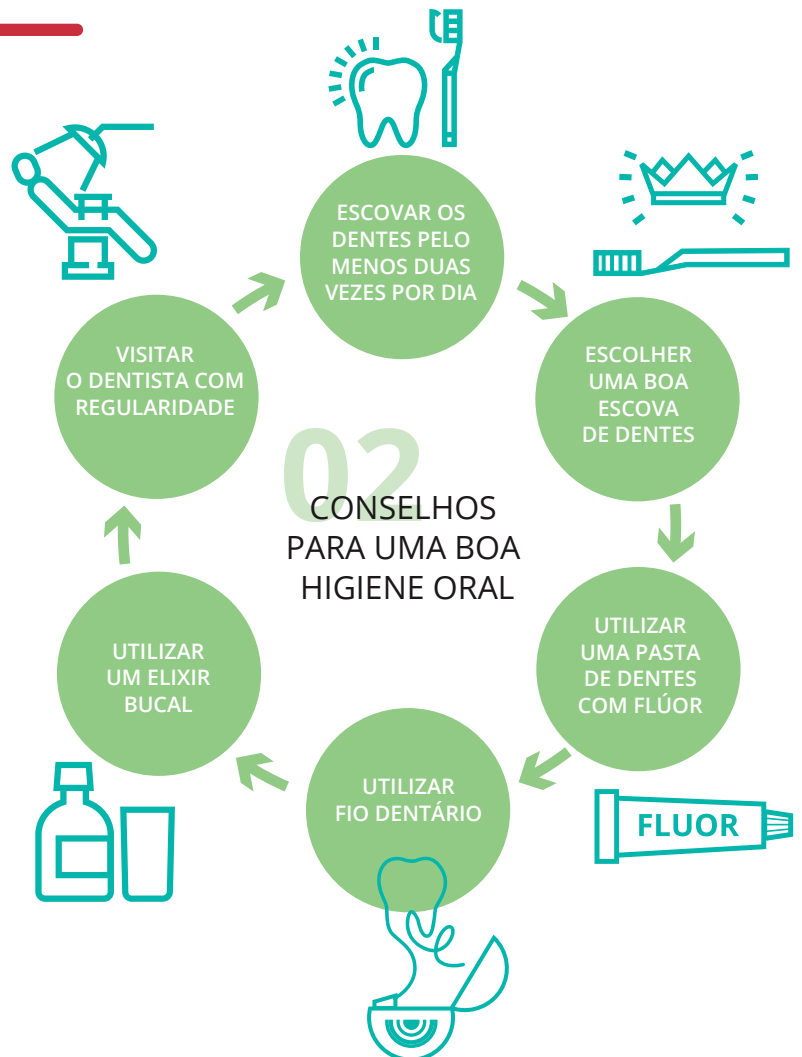 ESCOVAR OS
DENTES PELO
MENOS DUAS
VEZES POR DIA
ESCOLHER
UMA BOA
ESCOVA
DE DENTES
UTILIZAR
UMA PASTA
DE DENTES
COM FLÚOR
FLUOR
UTILIZAR
FIO DENTÁRIO
UTILIZAR
UM ELIXIR
BUCAL
VISITAR
O DENTISTA COM
REGULARIDADE
02
CONSELHOS
PARA UMA BOA
HIGIENE ORAL